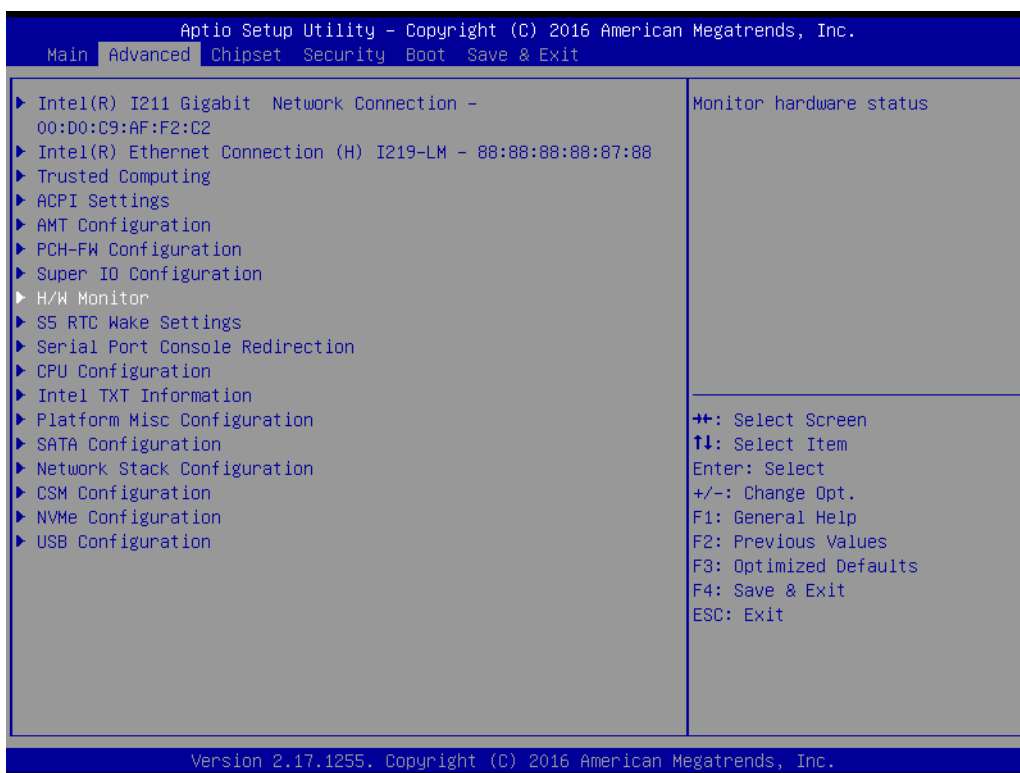 Aptio Setup Utility – Copyright (C) 2016 American Megatrends, Inc.
Main Advanced Chipset Security Boot Save & Exit
▶ Intel(R) I211 Gigabit Network Connection –
00:D0:C9:AF:F2:C2
▶ Intel(R) Ethernet Connection (H) I219-LM – 88:88:88:88:87:88
▶ Trusted Computing
▶ ACPI Settings
▶ AMT Configuration
▶ PCH-FW Configuration
▶ Super IO Configuration
▶ H/W Monitor
▶ S5 RTC Wake Settings
▶ Serial Port Console Redirection
▶ CPU Configuration
▶ Intel TXT Information
▶ Platform Misc Configuration
▶ SATA Configuration
▶ Network Stack Configuration
▶ CSM Configuration
▶ NVMe Configuration
▶ USB Configuration
Monitor hardware status
→←: Select Screen
↑↓: Select Item
Enter: Select
+/-: Change Opt.
F1: General Help
F2: Previous Values
F3: Optimized Defaults
F4: Save & Exit
ESC: Exit
Version 2.17.1255. Copyright (C) 2016 American Megatrends, Inc.